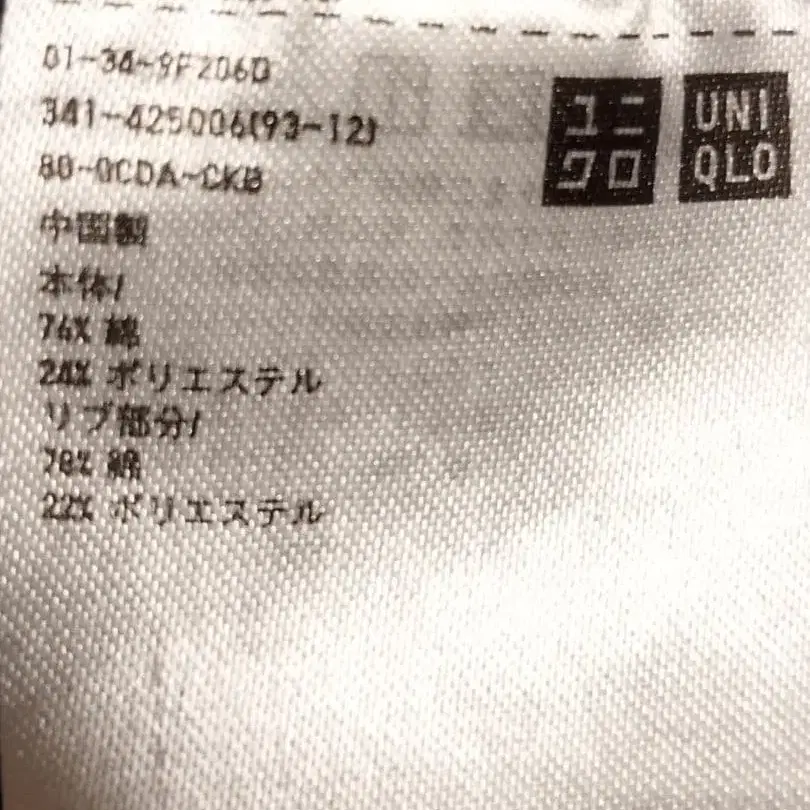 01-34-9F206D
341-425006(93-12)
80-0CDA-CKB
中国製
本体/
76% 綿
24% ポリエステル
リブ部分/
78% 綿
22% ポリエステル
ユニ
クロ
UNI
QLO